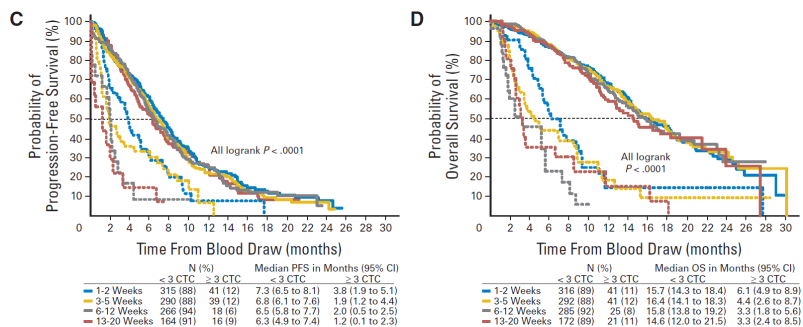 C
Probability of
Progression-Free Survival (%)
100
90
80
70
60
50
40
30
20
10
All logrank P < .0001
0 2 4 6 8 10 12 14 16 18 20 22 24 26 28 30
Time From Blood Draw (months)
N (%) Median PFS in Months (95% CI)
< 3 CTC ≥ 3 CTC < 3 CTC ≥ 3 CTC
1-2 Weeks 315 (88) 41 (12) 7.3 (6.5 to 8.1) 3.8 (1.9 to 5.1)
3-5 Weeks 290 (88) 39 (12) 6.8 (6.1 to 7.6) 1.9 (1.2 to 4.4)
6-12 Weeks 266 (94) 18 (6) 6.5 (5.8 to 7.7) 2.0 (0.5 to 2.5)
13-20 Weeks 164 (91) 16 (9) 6.3 (4.9 to 7.4) 1.2 (0.1 to 2.3)
D
Probability of
Overall Survival (%)
100
90
80
70
60
50
40
30
20
10
All logrank
P < .0001
0 2 4 6 8 10 12 14 16 18 20 22 24 26 28 30
Time From Blood Draw (months)
N (%) Median OS in Months (95% CI)
< 3 CTC ≥ 3 CTC < 3 CTC ≥ 3 CTC
1-2 Weeks 316 (89) 41 (11) 15.7 (14.3 to 18.4) 6.1 (4.9 to 8.9)
3-5 Weeks 292 (88) 41 (12) 16.4 (14.1 to 18.3) 4.4 (2.6 to 8.7)
6-12 Weeks 285 (92) 25 (8) 15.8 (13.8 to 19.2) 3.3 (1.8 to 5.6)
13-20 Weeks 172 (89) 21 (11) 14.6 (12.0 to 21.5) 3.3 (2.4 to 8.5)